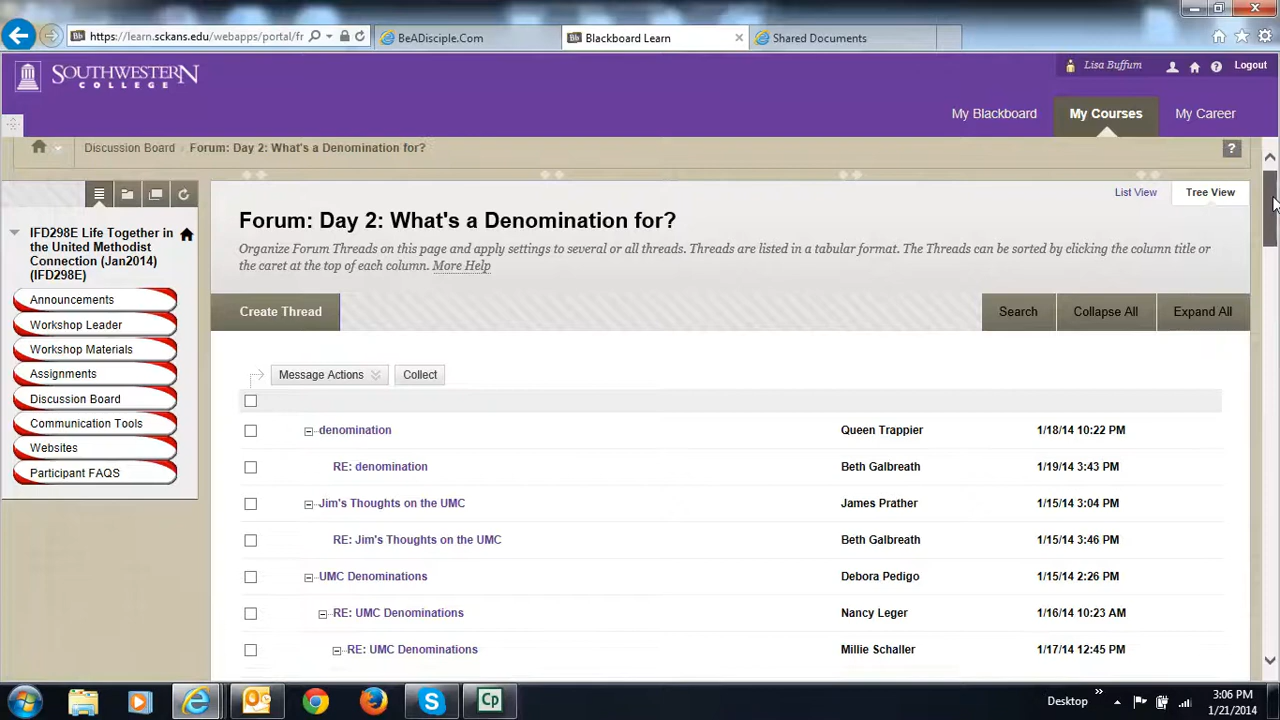 https://learn.sckans.edu/webapps/portal/fr
BeADisciple.Com
Blackboard Learn
Shared Documents
SOUTHWESTERN
COLLEGE
Lisa Buffum
Logout
My Blackboard
My Courses
My Career
Discussion Board
Forum: Day 2: What's a Denomination for?
List View
Tree View
IFD298E Life Together in
the United Methodist
Connection (Jan2014)
(IFD298E)
Announcements
Workshop Leader
Workshop Materials
Assignments
Discussion Board
Communication Tools
Websites
Participant FAQS
Forum: Day 2: What's a Denomination for?
Organize Forum Threads on this page and apply settings to several or all threads. Threads are listed in a tabular format. The Threads can be sorted by clicking the column title or
the caret at the top of each column. More Help
Create Thread
Search
Collapse All
Expand All
Message Actions
Collect
denomination Queen Trappier 1/18/14 10:22 PM
RE: denomination Beth Galbreath 1/19/14 3:43 PM
Jim's Thoughts on the UMC James Prather 1/15/14 3:04 PM
RE: Jim's Thoughts on the UMC Beth Galbreath 1/15/14 3:46 PM
UMC Denominations Debora Pedigo 1/15/14 2:26 PM
RE: UMC Denominations Nancy Leger 1/16/14 10:23 AM
RE: UMC Denominations Millie Schaller 1/17/14 12:45 PM
Desktop
3:06 PM
1/21/2014